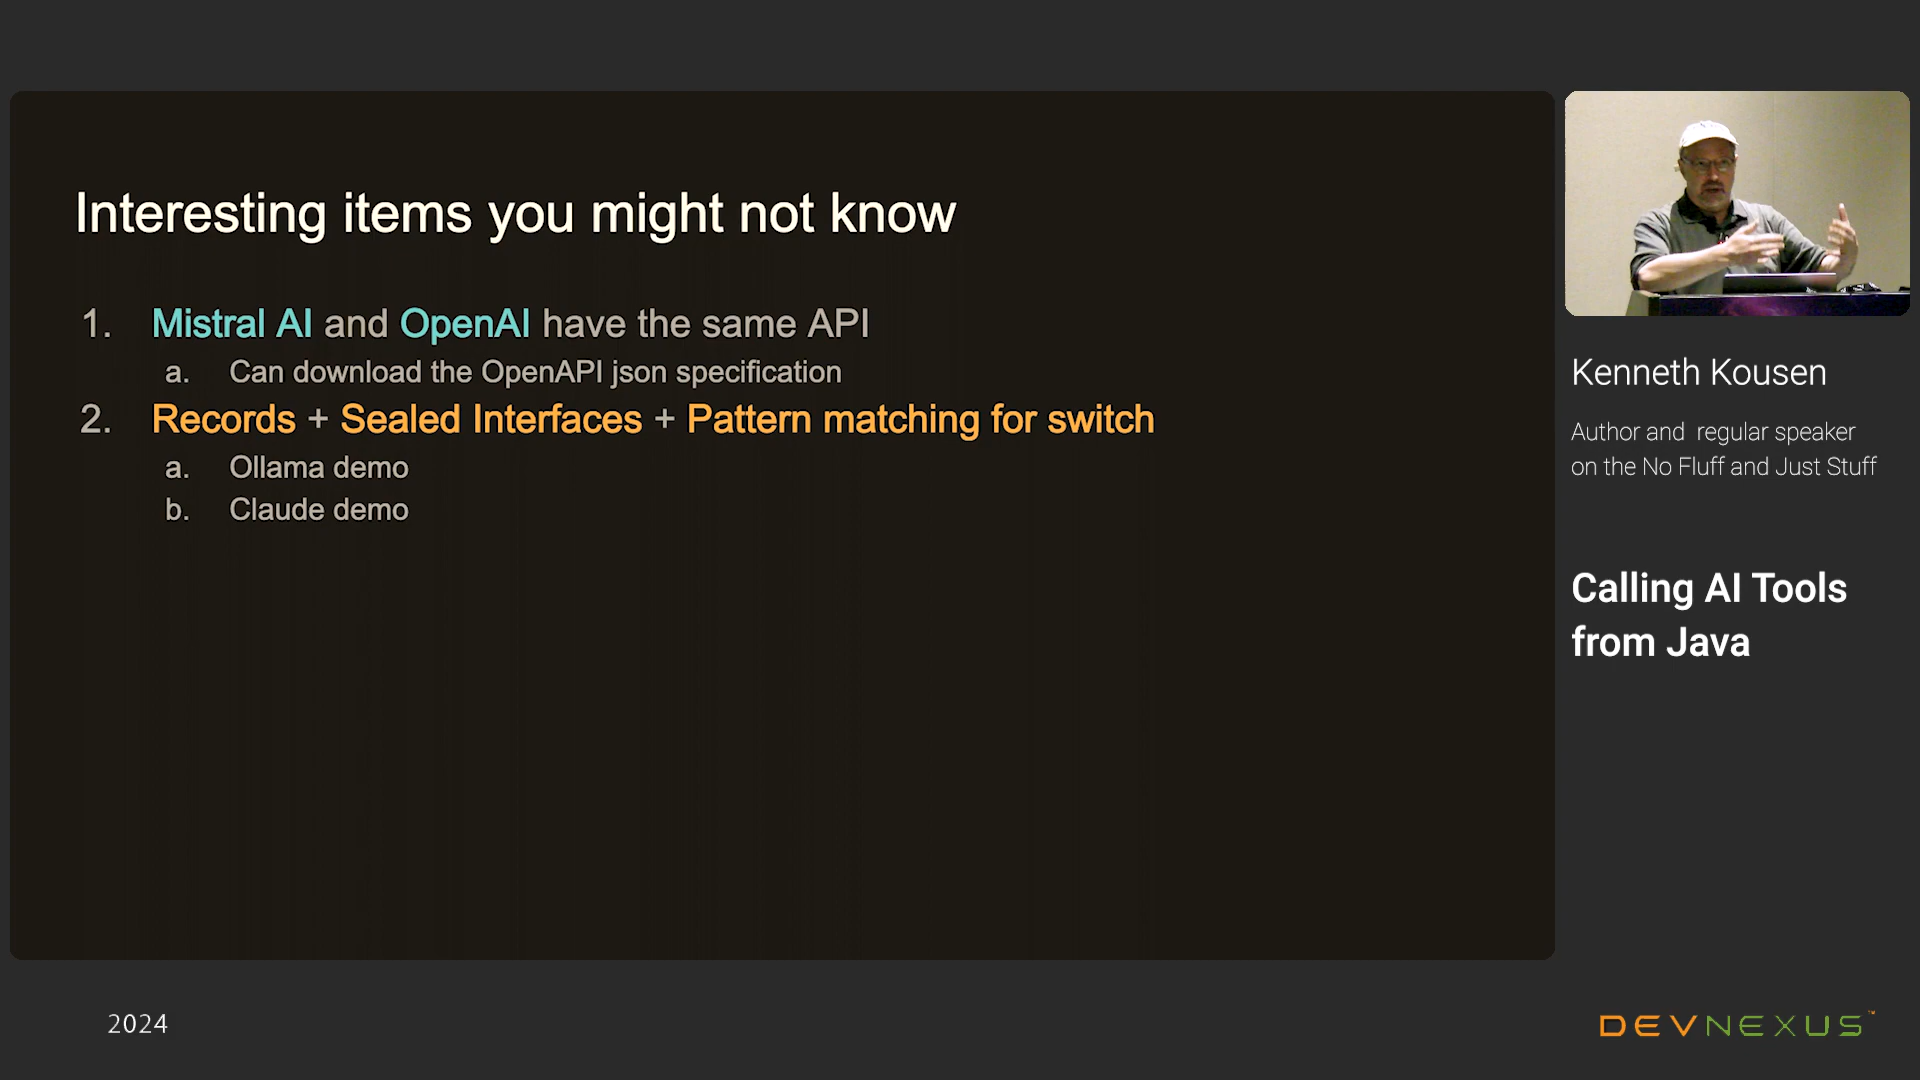 Interesting items you might not know
1. Mistral AI and OpenAI have the same API
a. Can download the OpenAPI json specification
2. Records + Sealed Interfaces + Pattern matching for switch
a. Ollama demo
b. Claude demo
Kenneth Kousen
Author and regular speaker
on the No Fluff and Just Stuff
Calling AI Tools
from Java
2024
DEVNEXUS™